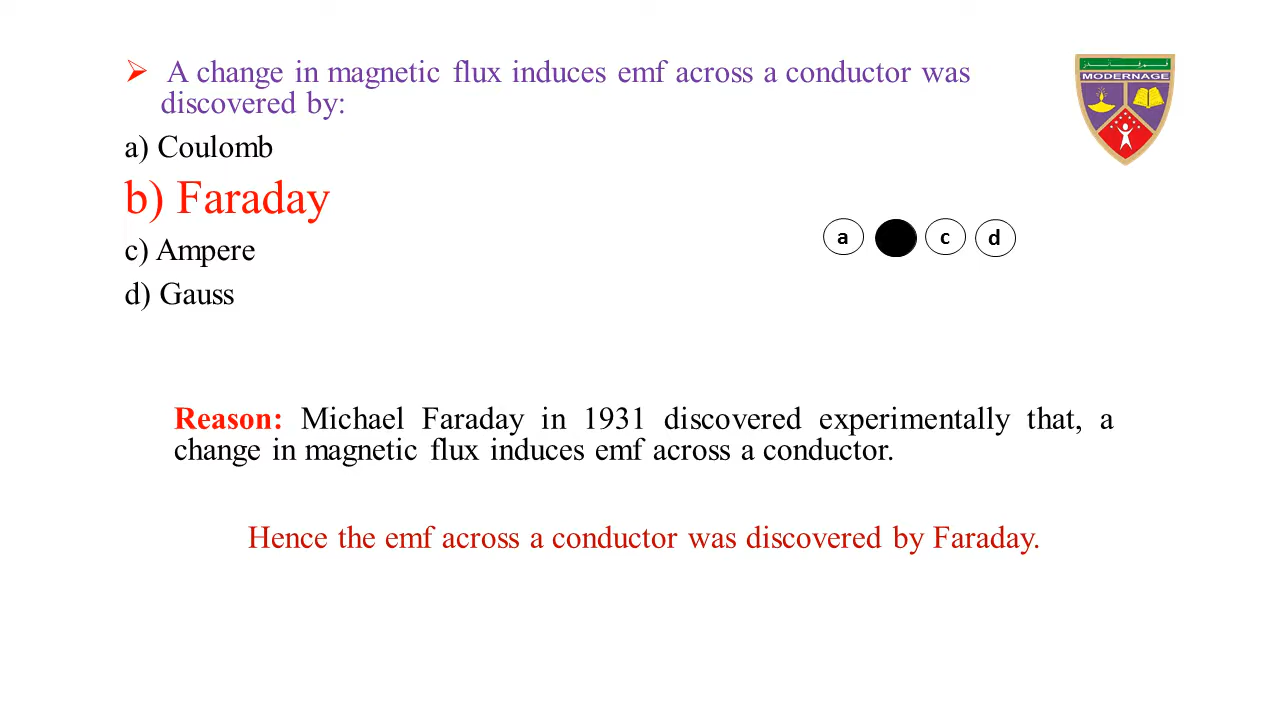 ➢ A change in magnetic flux induces emf across a conductor was
discovered by:
a) Coulomb
b) Faraday
c) Ampere
d) Gauss
MODERNAGE
a c d
Reason: Michael Faraday in 1931 discovered experimentally that, a
change in magnetic flux induces emf across a conductor.
Hence the emf across a conductor was discovered by Faraday.